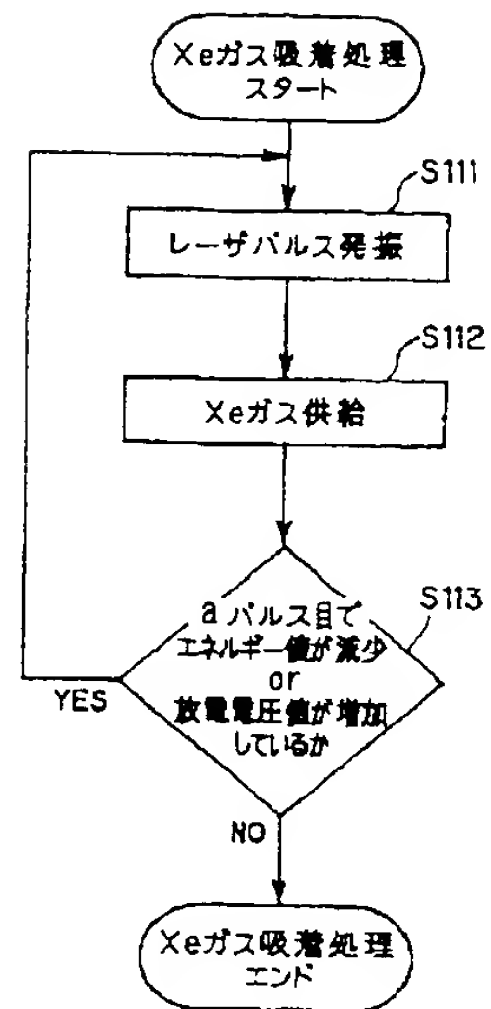 Xeガス吸着処理
スタート
S111
レーザパルス発振
S112
Xeガス供給
S113
aパルス目で
エネルギー値が減少
or
放電電圧値が増加
しているか
YES
NO
Xeガス吸着処理
エンド